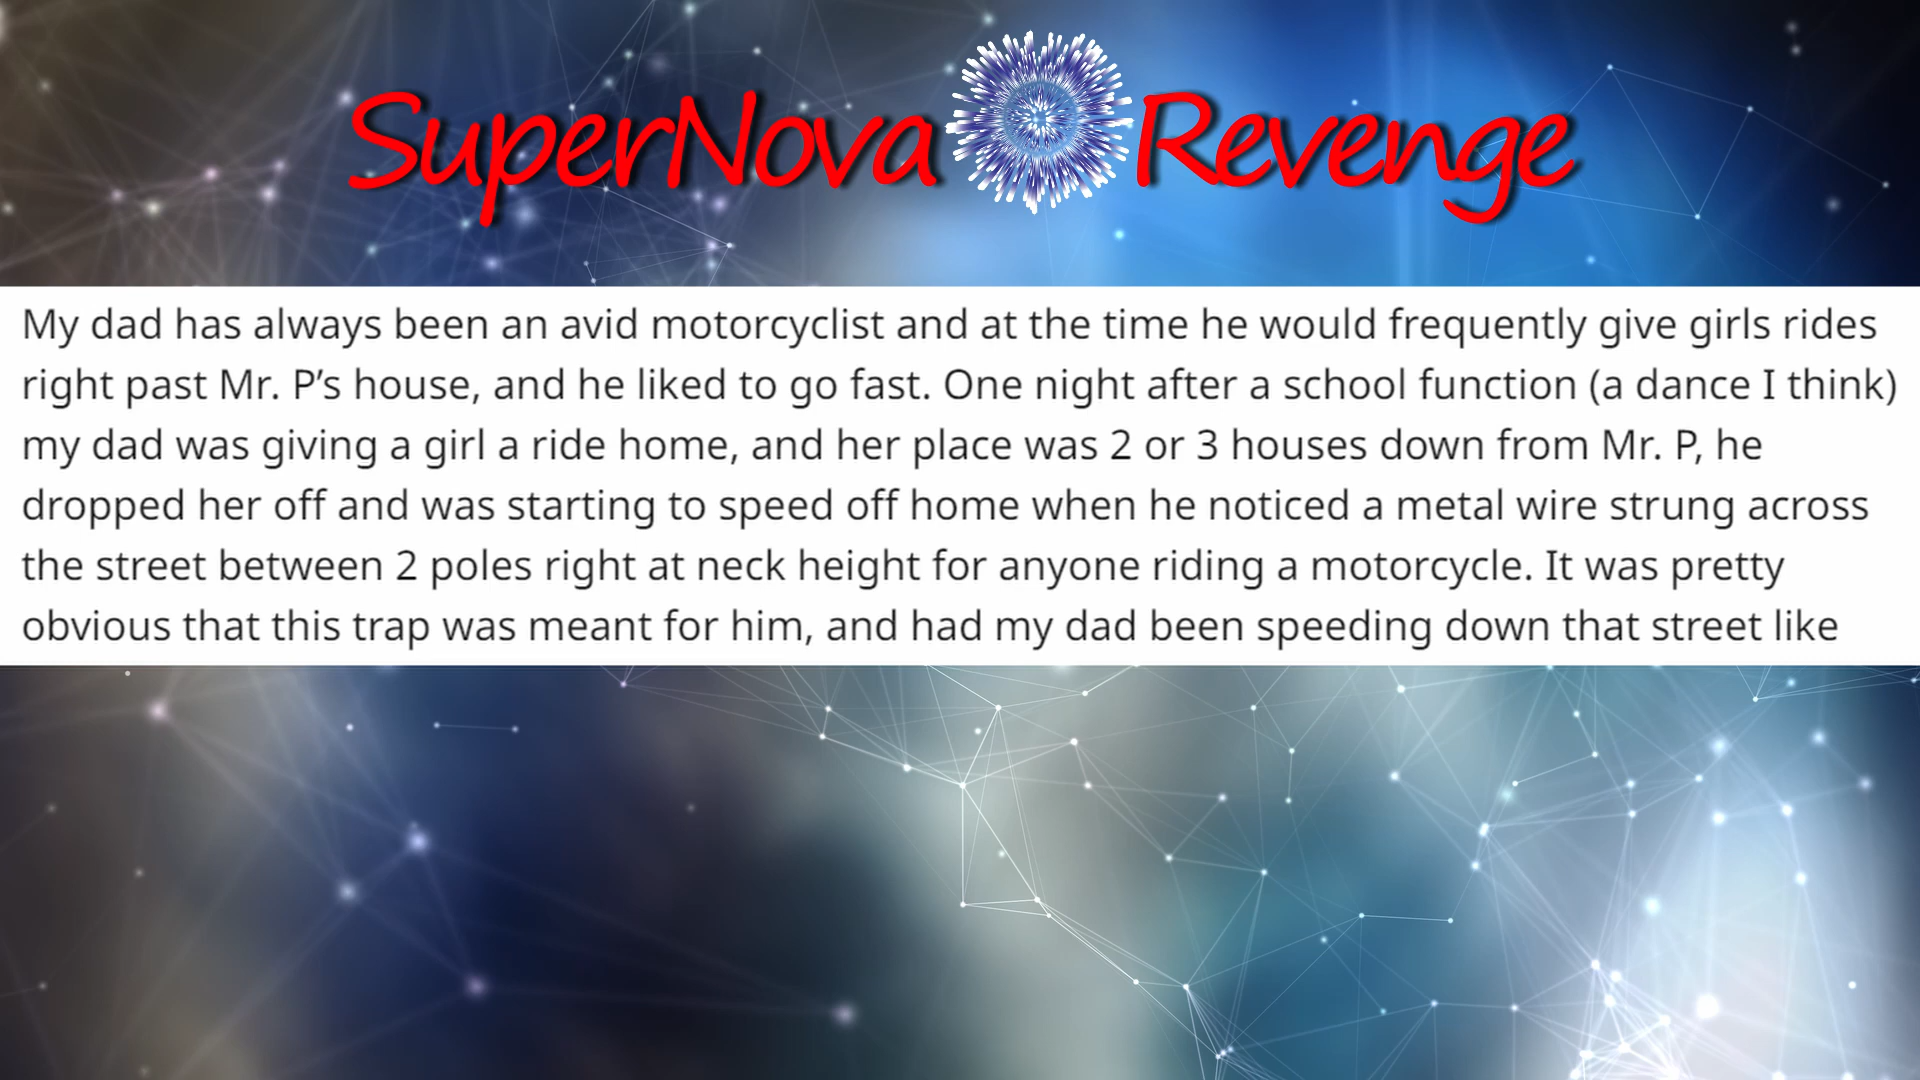 SuperNova Revenge
My dad has always been an avid motorcyclist and at the time he would frequently give girls rides
right past Mr. P’s house, and he liked to go fast. One night after a school function (a dance I think)
my dad was giving a girl a ride home, and her place was 2 or 3 houses down from Mr. P, he
dropped her off and was starting to speed off home when he noticed a metal wire strung across
the street between 2 poles right at neck height for anyone riding a motorcycle. It was pretty
obvious that this trap was meant for him, and had my dad been speeding down that street like